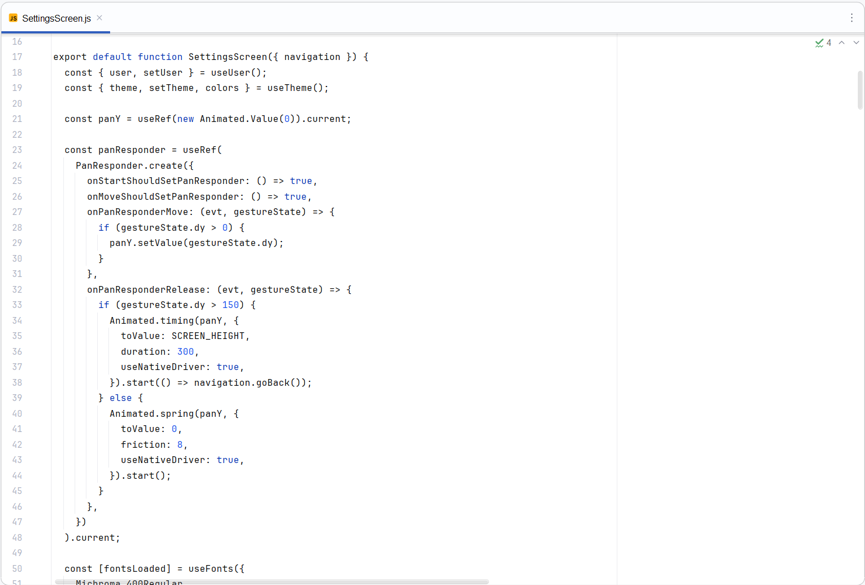 JS SettingsScreen.js
4
16
17 export default function SettingsScreen({ navigation }) {
18 const { user, setUser } = useUser();
19 const { theme, setTheme, colors } = useTheme();
20
21 const panY = useRef(new Animated.Value(0)).current;
22
23 const panResponder = useRef(
24 PanResponder.create({
25 onStartShouldSetPanResponder: () => true,
26 onMoveShouldSetPanResponder: () => true,
27 onPanResponderMove: (evt, gestureState) => {
28 if (gestureState.dy > 0) {
29 panY.setValue(gestureState.dy);
30 }
31 },
32 onPanResponderRelease: (evt, gestureState) => {
33 if (gestureState.dy > 150) {
34 Animated.timing(panY, {
35 toValue: SCREEN_HEIGHT,
36 duration: 300,
37 useNativeDriver: true,
38 }).start(() => navigation.goBack());
39 } else {
40 Animated.spring(panY, {
41 toValue: 0,
42 friction: 8,
43 useNativeDriver: true,
44 }).start();
45 }
46 },
47 })
48 ).current;
49
50 const [fontsLoaded] = useFonts({
51 Michroma_400Regular